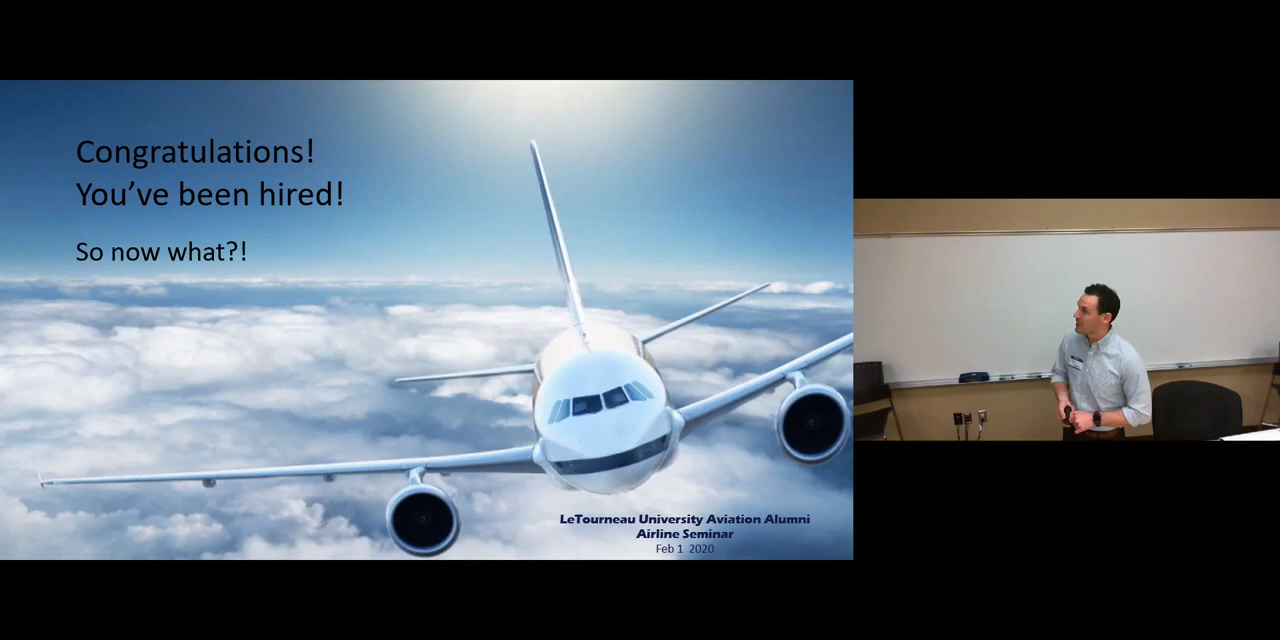 Congratulations!
You’ve been hired!
So now what?!
LeTourneau University Aviation Alumni
Airline Seminar
Feb 1 2020